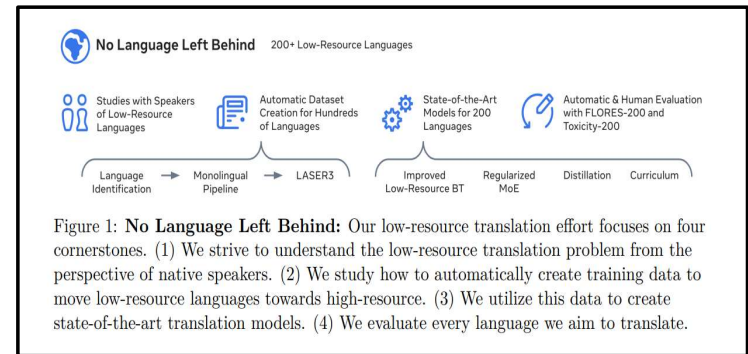 No Language Left Behind 200+ Low-Resource Languages
Studies with Speakers
of Low-Resource
Languages
Automatic Dataset
Creation for Hundreds
of Languages
State-of-the-Art
Models for 200
Languages
Automatic & Human Evaluation
with FLORES-200 and
Toxicity-200
Language
Identification
Monolingual
Pipeline
LASER3
Improved
Low-Resource BT
Regularized
MoE
Distillation
Curriculum
Figure 1: No Language Left Behind: Our low-resource translation effort focuses on four
cornerstones. (1) We strive to understand the low-resource translation problem from the
perspective of native speakers. (2) We study how to automatically create training data to
move low-resource languages towards high-resource. (3) We utilize this data to create
state-of-the-art translation models. (4) We evaluate every language we aim to translate.